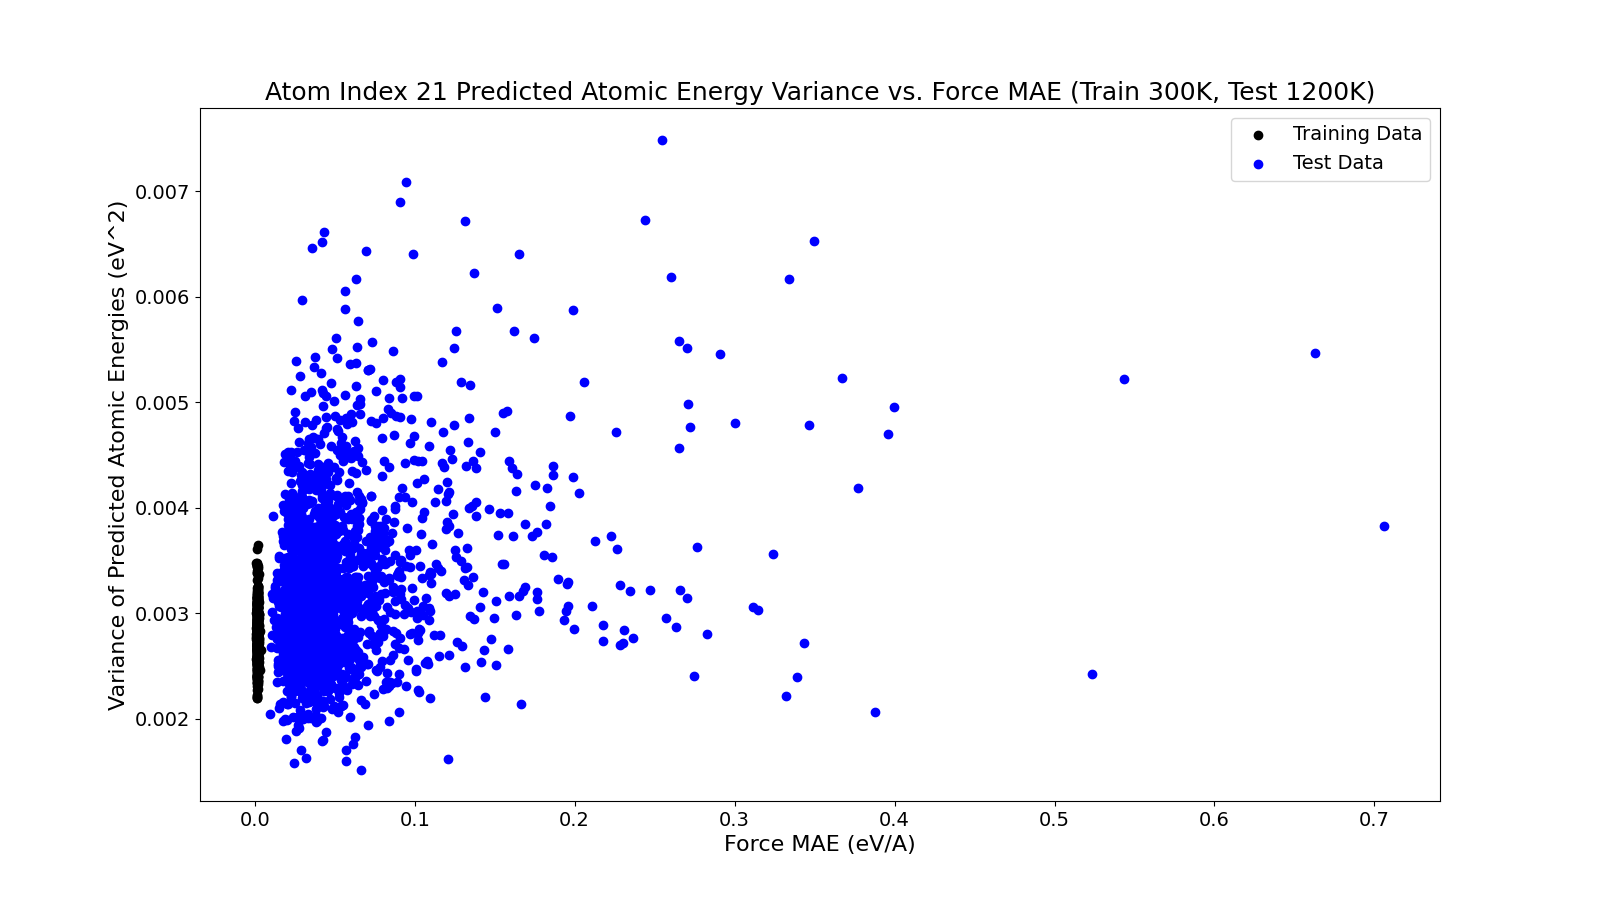 Atom Index 21 Predicted Atomic Energy Variance vs. Force MAE (Train 300K, Test 1200K)
Training Data
Test Data
Variance of Predicted Atomic Energies (eV^2)
0.007
0.006
0.005
0.004
0.003
0.002
0.0
0.1
0.2
0.3
0.4
0.5
0.6
0.7
Force MAE (eV/A)